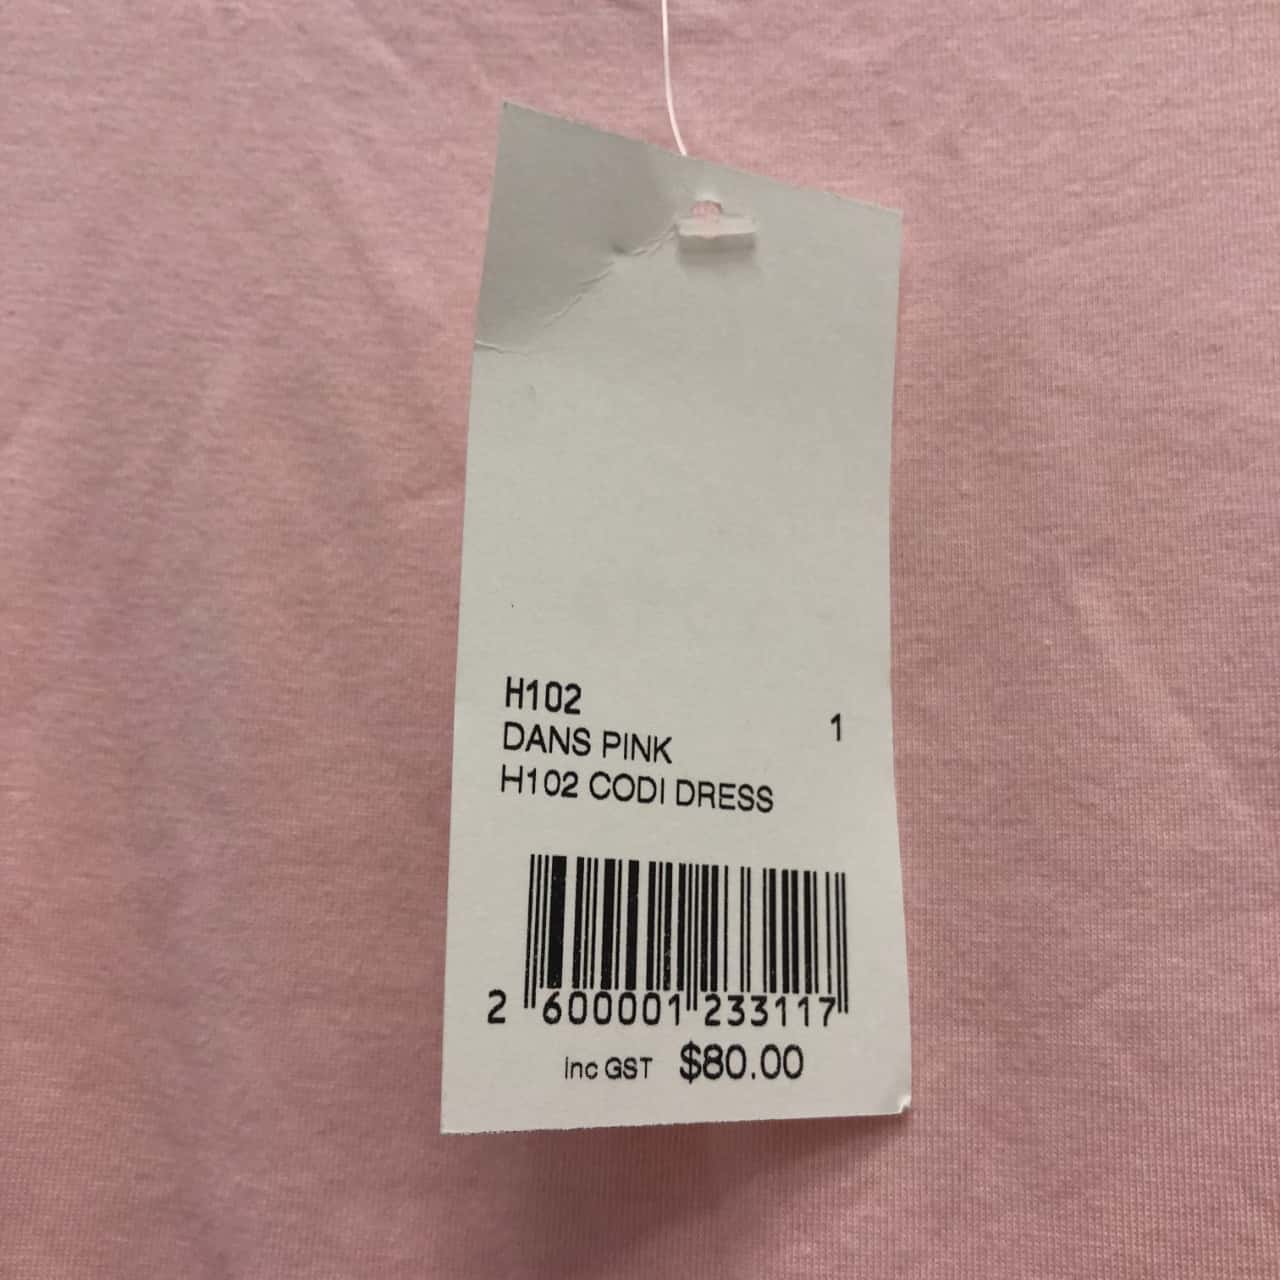 H102
DANS PINK 1
H102 CODI DRESS
2 600001 233117
inc GST $80.00